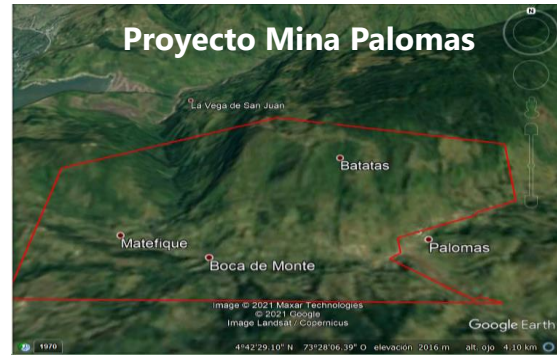 Proyecto Mina Palomas
N
La Vega de San Juan
Batatas
Matefique
Palomas
Boca de Monte
Image © 2021 Maxar Technologies
© 2021 Google
Image Landsat / Copernicus
Google Earth
1970
4°42'29.10" N 73°28'06.39" O elevación 2016 m alt. ojo 4.10 km